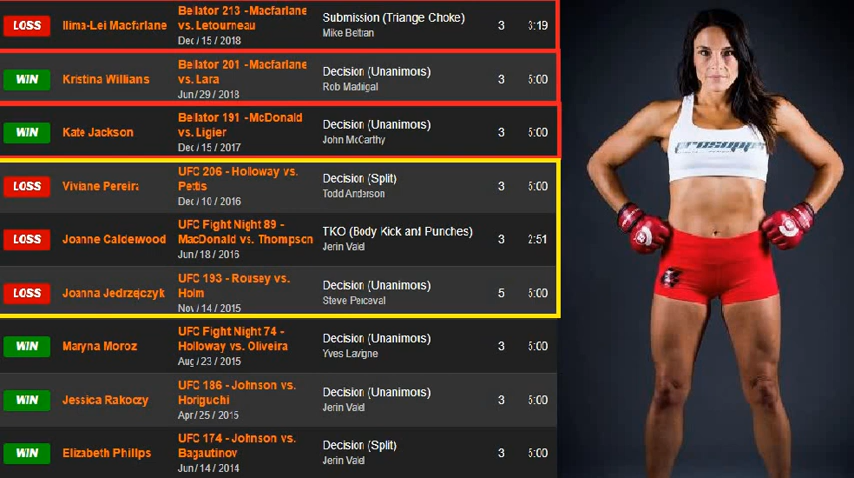 LOSS Ilima-Lei Macfarlane Bellator 213 - Macfarlane vs. Letourneau Dec / 15 / 2018 Submission (Triange Choke) Mike Beltran 3 3:19
WIN Kristina Williams Bellator 201 - Macfarlane vs. Lara Jun / 29 / 2018 Decision (Unanimors) Rob Madrigal 3 5:00
WIN Kate Jackson Bellator 191 - McDonald vs. Ligier Dec / 15 / 2017 Decision (Unanimors) John McCarthy 3 5:00
LOSS Viviane Pereira UFC 206 - Holloway vs. Pettis Dec / 10 / 2016 Decision (Split) Todd Anderson 3 5:00
LOSS Joanne Calderwood UFC Fight Night 89 - MacDonald vs. Thompson Jun / 18 / 2016 TKO (Body Kick and Punches) Jerin Valel 3 2:51
LOSS Joanna Jedrzejczyk UFC 193 - Rousey vs. Holm Nov / 14 / 2015 Decision (Unanimors) Steve Perceval 5 5:00
WIN Maryna Moroz UFC Fight Night 74 - Holloway vs. Oliveira Aug / 23 / 2015 Decision (Unanimors) Yves Lavigne 3 5:00
WIN Jessica Rakoczy UFC 186 - Johnson vs. Horiguchi Apr / 25 / 2015 Decision (Unanimors) Jerin Valel 3 5:00
WIN Elizabeth Phillps UFC 174 - Johnson vs. Bagautinov Jun / 14 / 2014 Decision (Split) Jerin Valel 3 5:00